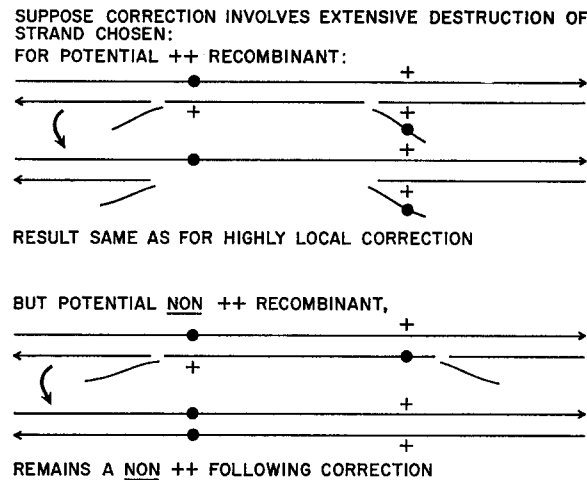 SUPPOSE CORRECTION INVOLVES EXTENSIVE DESTRUCTION OF
STRAND CHOSEN:
FOR POTENTIAL ++ RECOMBINANT:
+
+ +
+
+
RESULT SAME AS FOR HIGHLY LOCAL CORRECTION
BUT POTENTIAL NON ++ RECOMBINANT,
+
+
+
+
REMAINS A NON ++ FOLLOWING CORRECTION